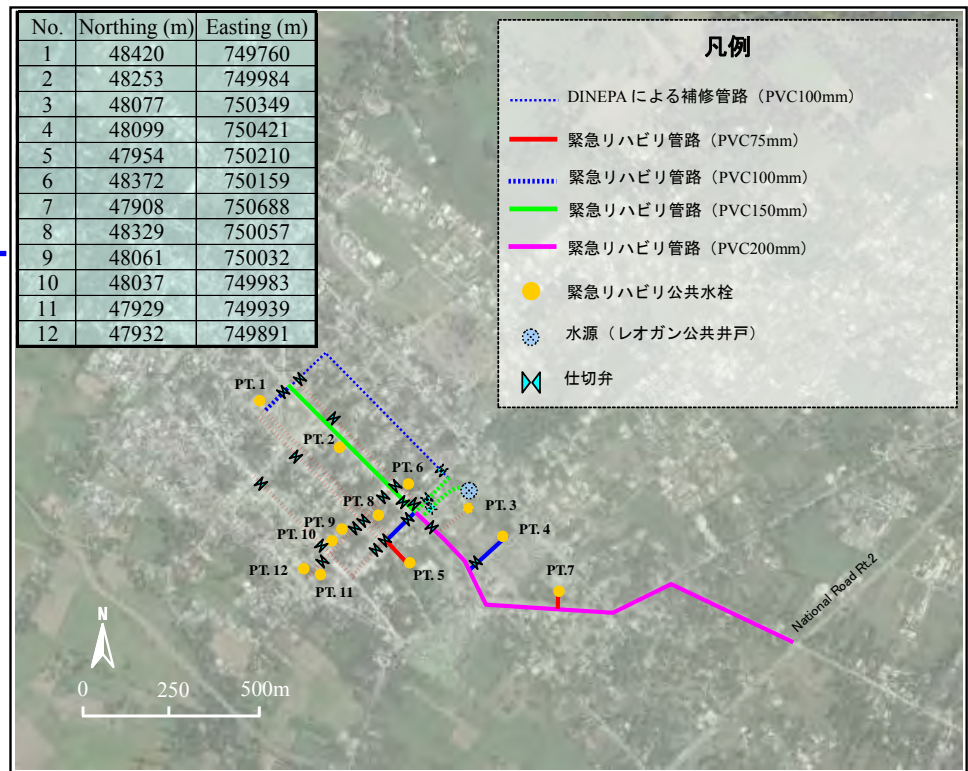 No. Northing (m) Easting (m)
1 48420 749760
2 48253 749984
3 48077 750349
4 48099 750421
5 47954 750210
6 48372 750159
7 47908 750688
8 48329 750057
9 48061 750032
10 48037 749983
11 47929 749939
12 47932 749891
凡例
DINEPAによる補修管路（PVC100mm）
緊急リハビリ管路（PVC75mm）
緊急リハビリ管路（PVC100mm）
緊急リハビリ管路（PVC150mm）
緊急リハビリ管路（PVC200mm）
緊急リハビリ公共水栓
水源（レオガン公共井戸）
仕切弁
PT. 1
PT. 2
PT. 6
PT. 8
PT. 3
PT. 9
PT. 10
PT. 4
PT. 5
PT. 12
PT. 11
PT.7
National Road Rt.2
N
0 250 500m